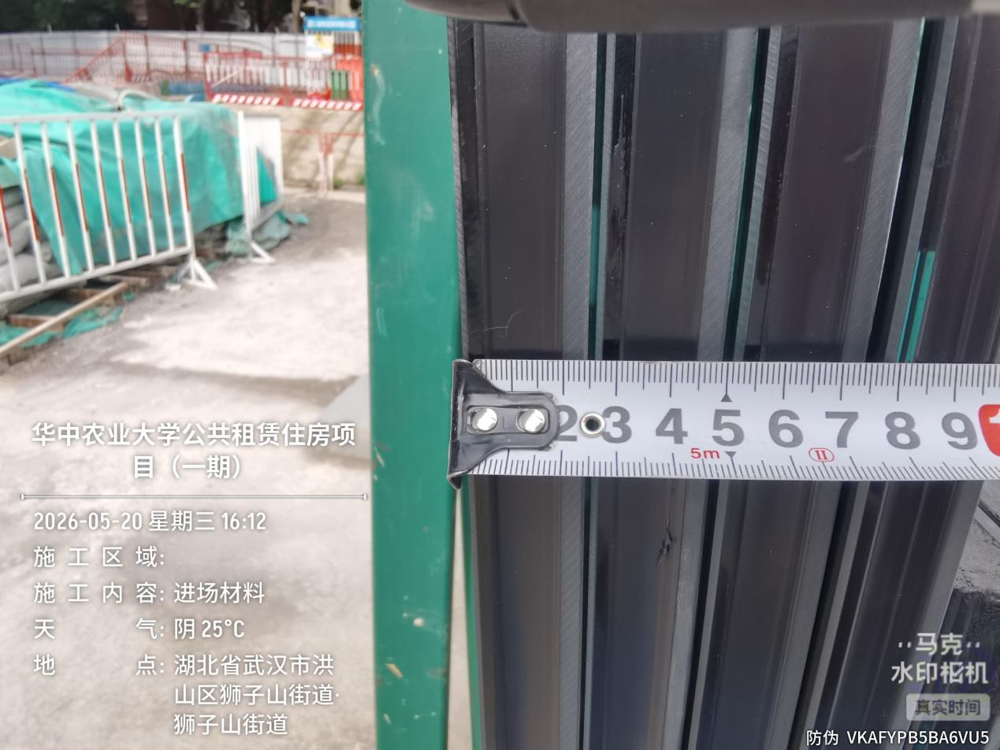 2 3 4 5 6 7 8 9 1
5m II
华中农业大学公共租赁住房项
目（一期）
2026-05-20 星期三 16:12
施工区域:
施工内容: 进场材料
天气: 阴 25°C
地点: 湖北省武汉市洪
山区狮子山街道·
狮子山街道
马克
水印相机
真实时间
防伪 VKAFYPB5BA6VU5